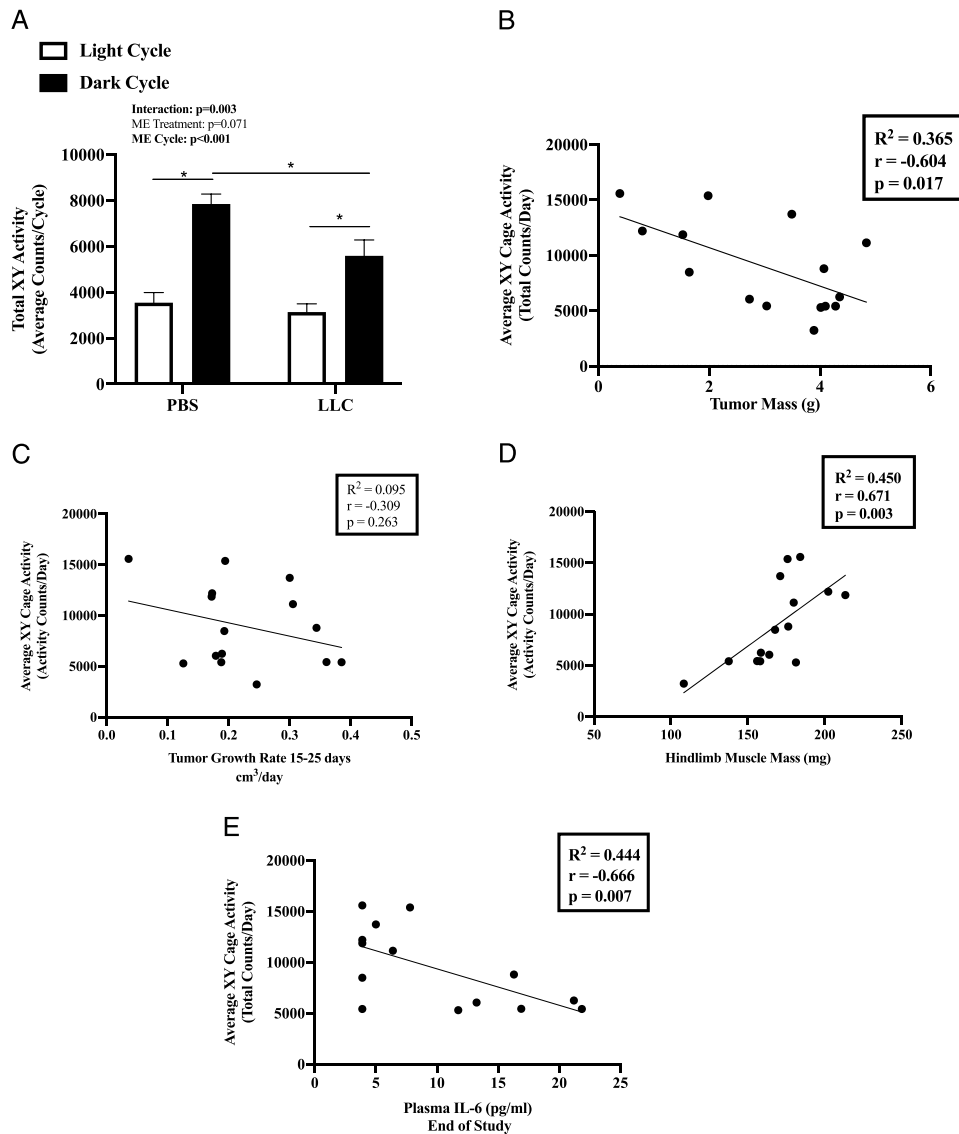 A
Light Cycle
Dark Cycle
Interaction: p=0.003
ME Treatment: p=0.071
ME Cycle: p<0.001
Total XY Activity
(Average Counts/Cycle)
10000
8000
6000
4000
2000
0
*
*
*
PBS
LLC
B
R² = 0.365
r = -0.604
p = 0.017
Average XY Cage Activity
(Total Counts/Day)
20000
15000
10000
5000
0
0
2
4
6
Tumor Mass (g)
C
R² = 0.095
r = -0.309
p = 0.263
Average XY Cage Activity
(Activity Counts/Day)
20000
15000
10000
5000
0
0.0
0.1
0.2
0.3
0.4
0.5
Tumor Growth Rate 15-25 days
cm³/day
D
R² = 0.450
r = 0.671
p = 0.003
Average XY Cage Activity
(Activity Counts/Day)
20000
15000
10000
5000
0
50
100
150
200
250
Hindlimb Muscle Mass (mg)
E
R² = 0.444
r = -0.666
p = 0.007
Average XY Cage Activity
(Total Counts/Day)
20000
15000
10000
5000
0
0
5
10
15
20
25
Plasma IL-6 (pg/ml)
End of Study